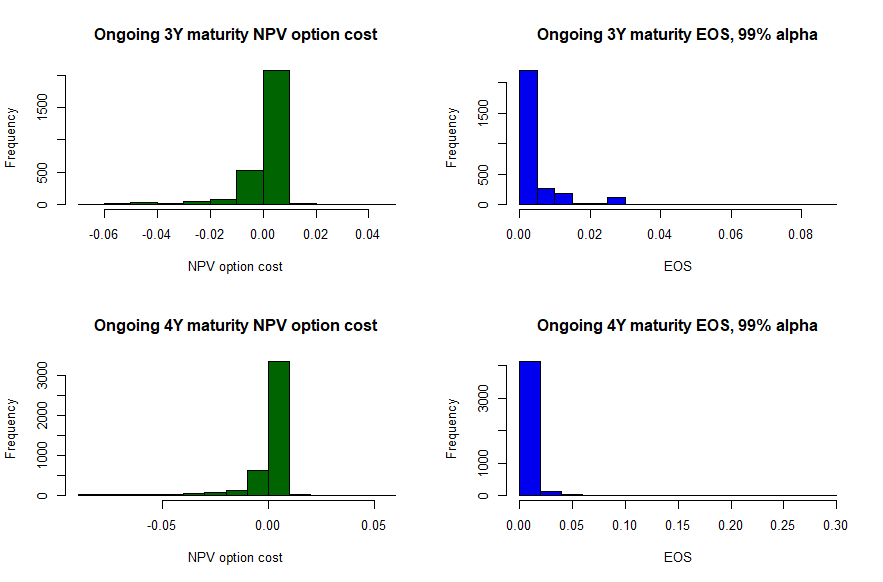 Ongoing 3Y maturity NPV option cost
Frequency
0 500 1500
-0.06 -0.04 -0.02 0.00 0.02 0.04
NPV option cost
Ongoing 3Y maturity EOS, 99% alpha
Frequency
0 500 1500
0.00 0.02 0.04 0.06 0.08
EOS
Ongoing 4Y maturity NPV option cost
Frequency
0 1000 2000 3000
-0.05 0.00 0.05
NPV option cost
Ongoing 4Y maturity EOS, 99% alpha
Frequency
0 1000 3000
0.00 0.05 0.10 0.15 0.20 0.25 0.30
EOS